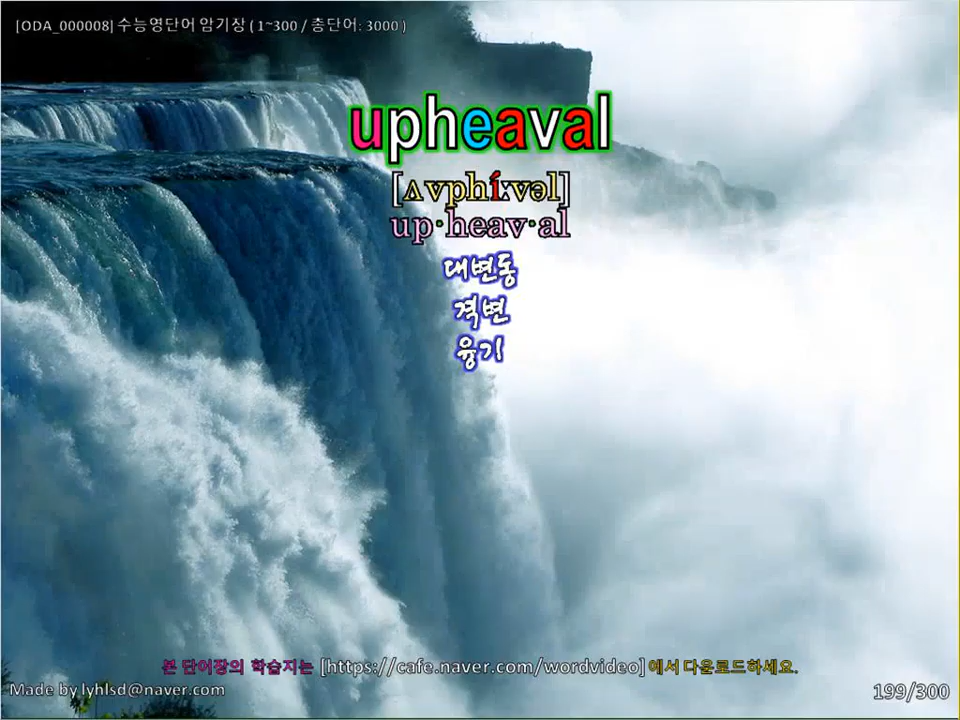 [ODA_000008] 수능영단어 암기장 ( 1~300 / 총단어: 3000 )
upheaval
[ʌvphí:vəl]
up·heav·al
대변동
격변
융기
본 단어장의 학습지는 [https://cafe.naver.com/wordvideo]에서 다운로드하세요.
Made by lyhlsd@naver.com
199/300